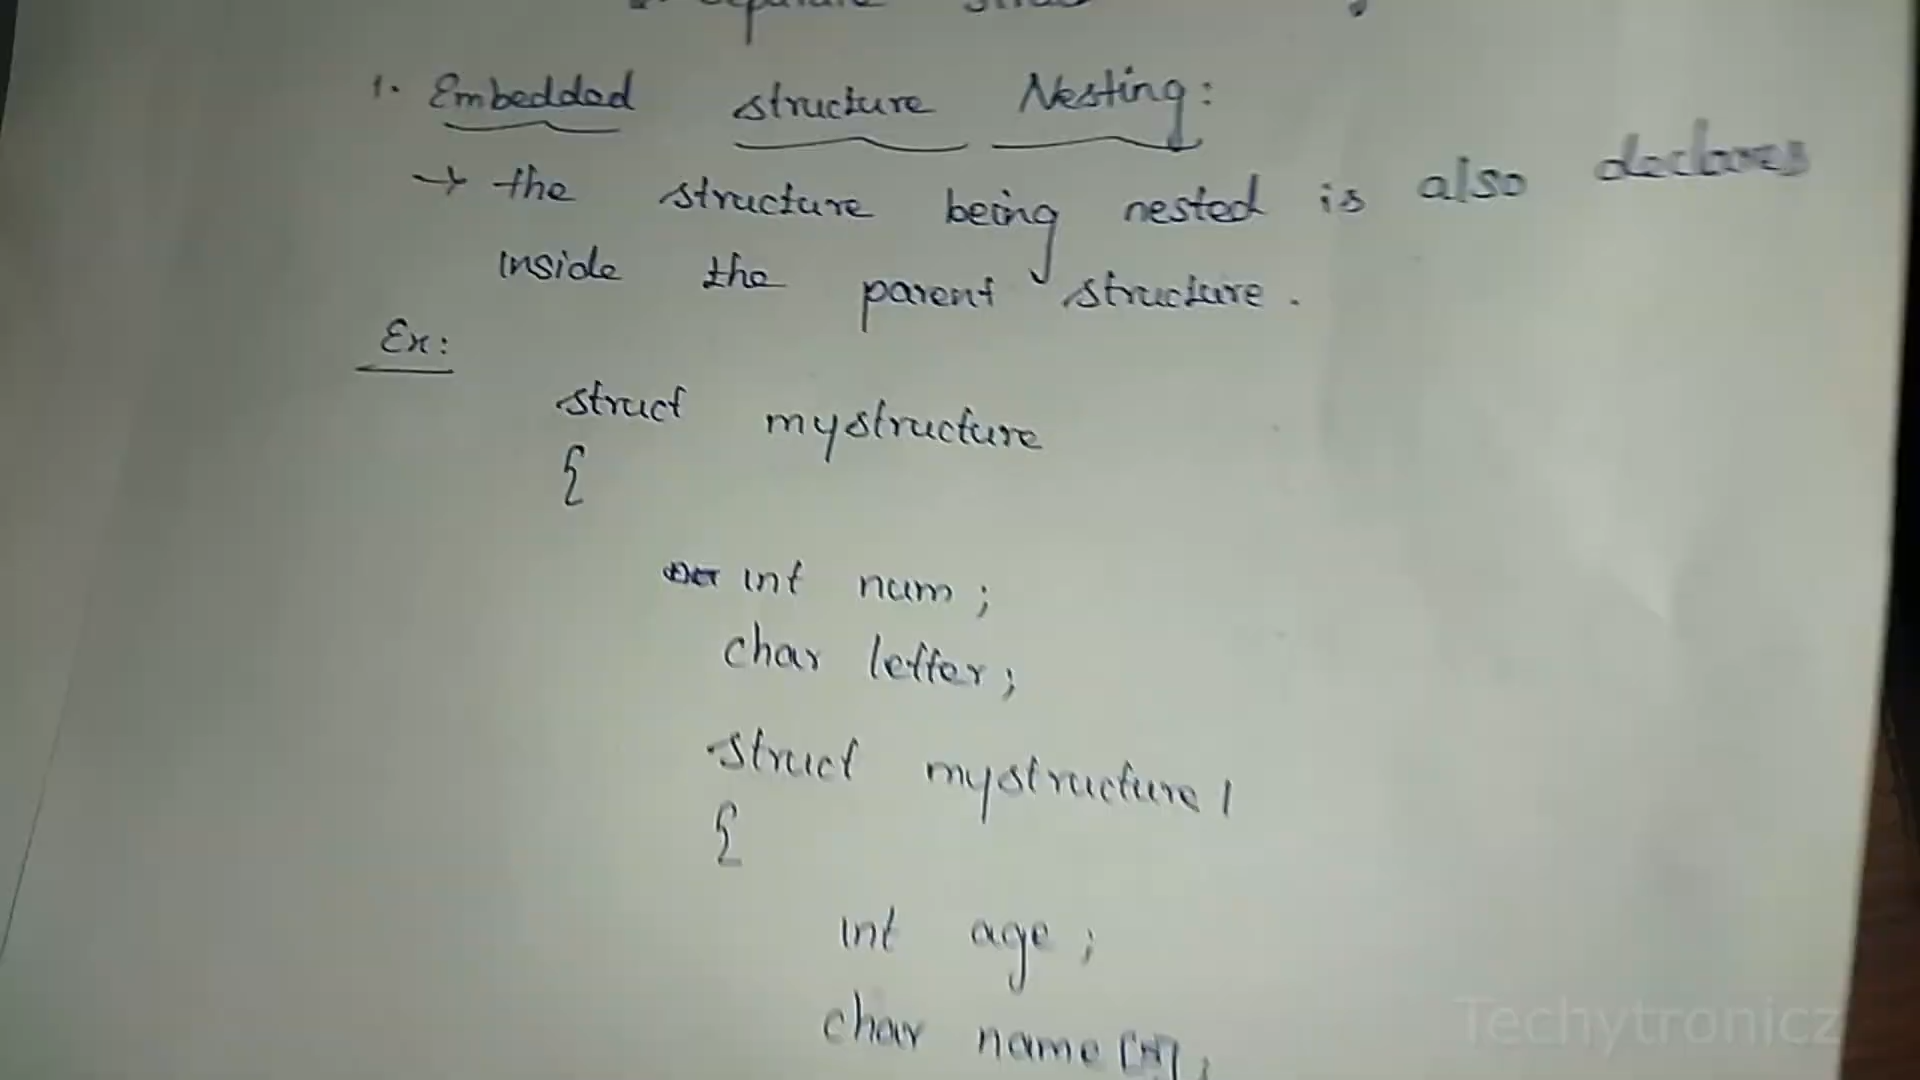 1. Embedded structure Nesting:
→ the structure being nested is also declares
inside the parent structure.
Ex:
struct mystructure
{
int num;
char letter;
struct mystructure1
{
int age;
char name
Techytronicz